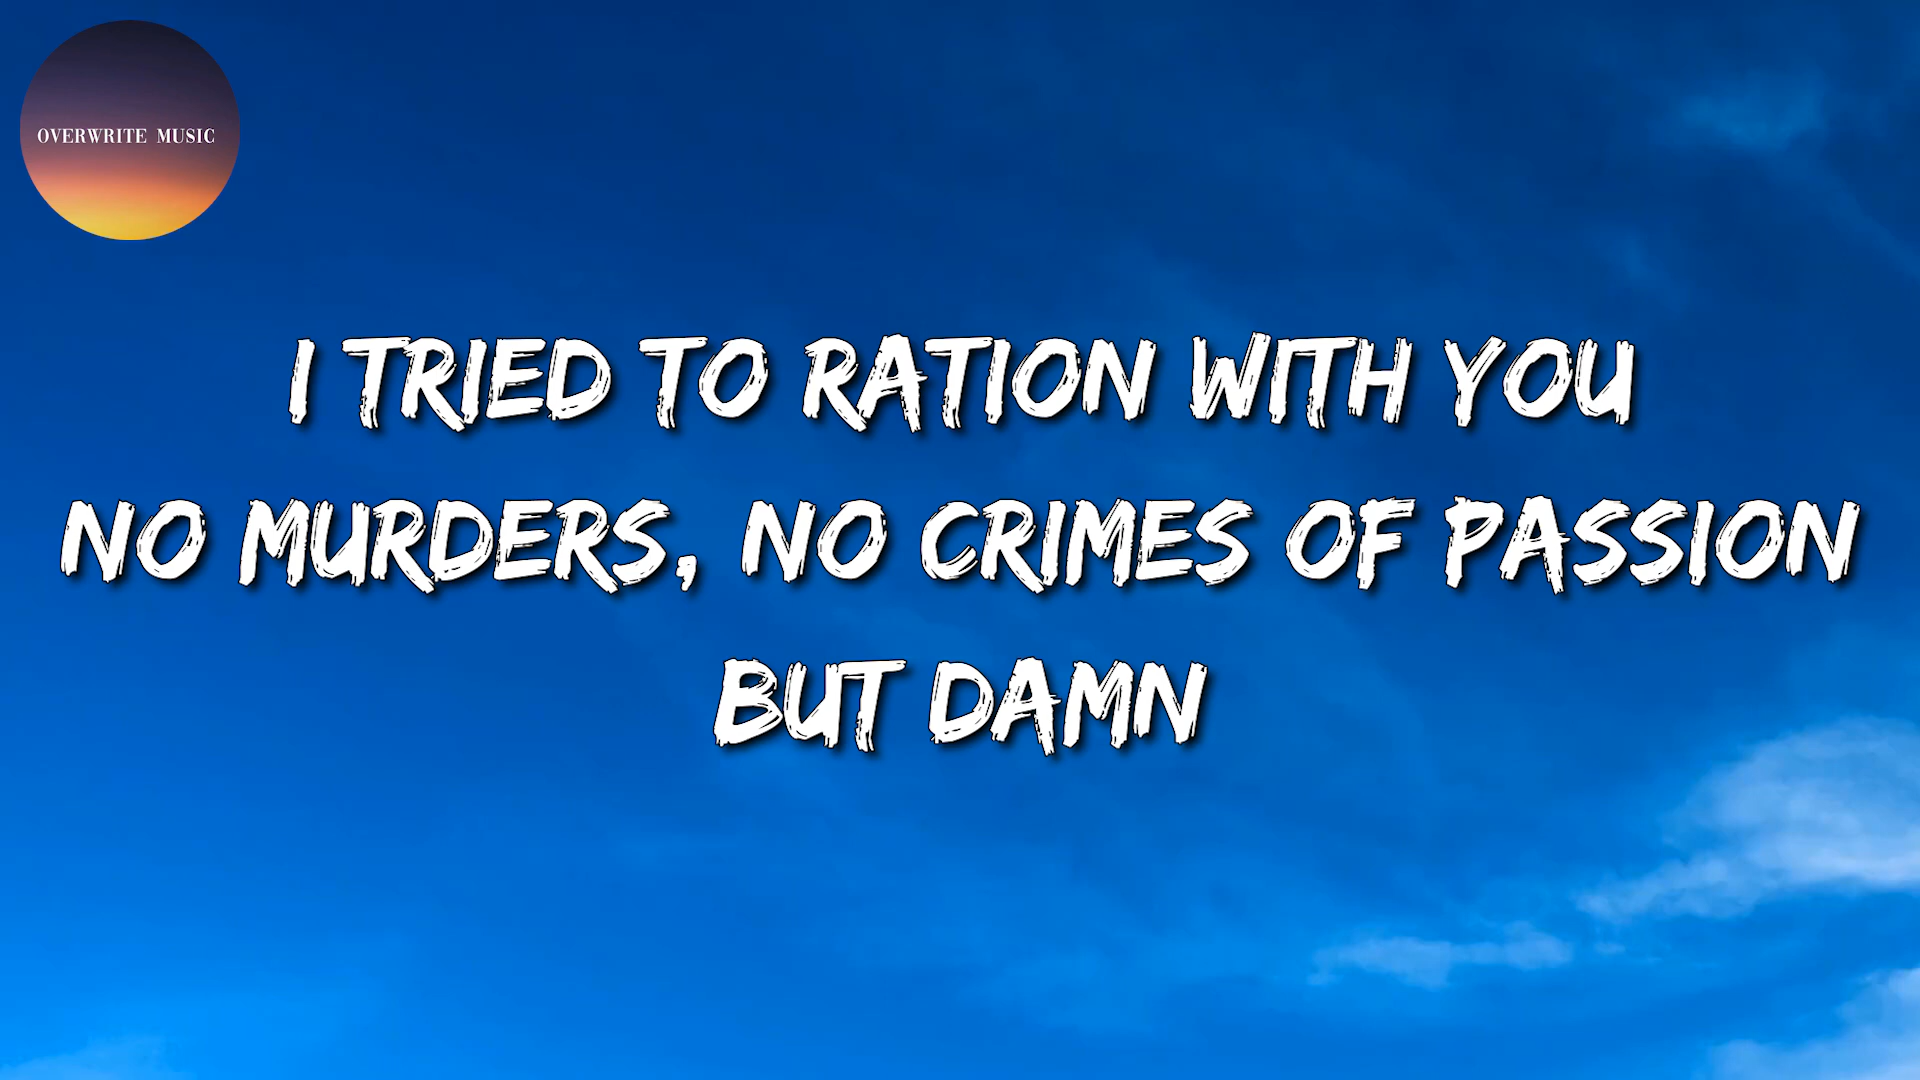 OVERWRITE MUSIC
I TRIED TO RATION WITH YOU
NO MURDERS, NO CRIMES OF PASSION
BUT DAMN